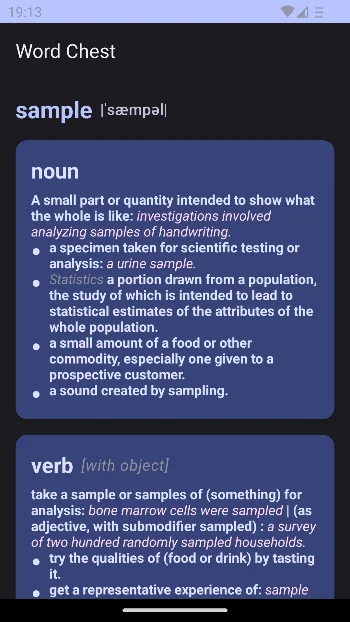 19:13
Word Chest
sample |ˈsæmpəl|
noun
A small part or quantity intended to show what
the whole is like: investigations involved
analyzing samples of handwriting.
● a specimen taken for scientific testing or
analysis: a urine sample.
● Statistics a portion drawn from a population,
the study of which is intended to lead to
statistical estimates of the attributes of the
whole population.
● a small amount of a food or other
commodity, especially one given to a
prospective customer.
● a sound created by sampling.
verb [with object]
take a sample or samples of (something) for
analysis: bone marrow cells were sampled | (as
adjective, with submodifier sampled) : a survey
of two hundred randomly sampled households.
● try the qualities of (food or drink) by tasting
it.
● get a representative experience of: sample